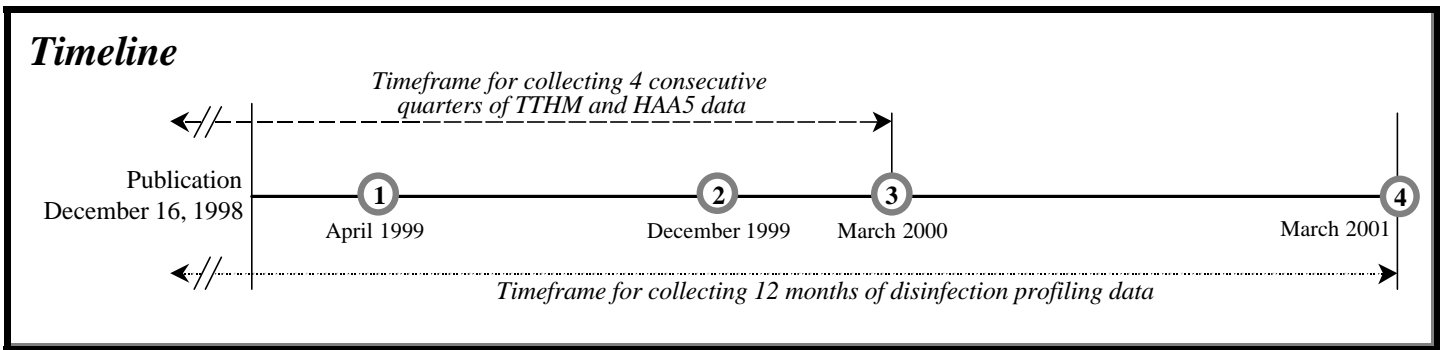 Timeline
Timeframe for collecting 4 consecutive
quarters of TTHM and HAA5 data
Publication
December 16, 1998
1
2
3
4
April 1999
December 1999
March 2000
March 2001
Timeframe for collecting 12 months of disinfection profiling data